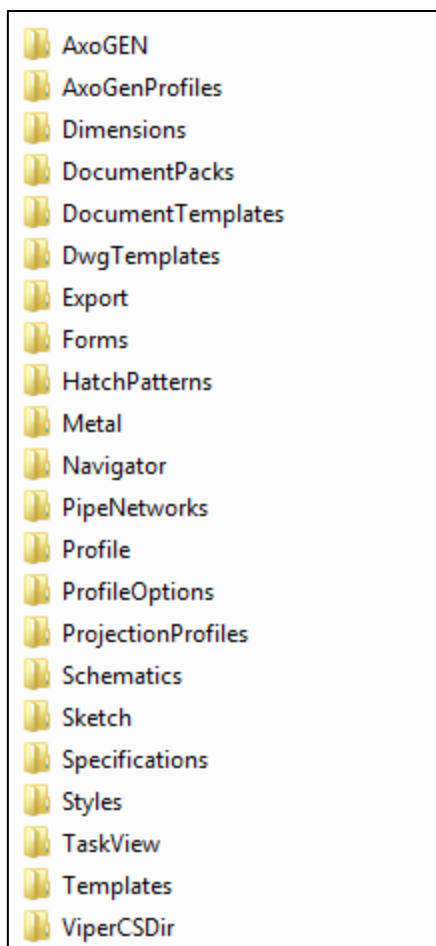 AxoGEN
AxoGenProfiles
Dimensions
DocumentPacks
DocumentTemplates
DwgTemplates
Export
Forms
HatchPatterns
Metal
Navigator
PipeNetworks
Profile
ProfileOptions
ProjectionProfiles
Schematics
Sketch
Specifications
Styles
TaskView
Templates
ViperCSDir